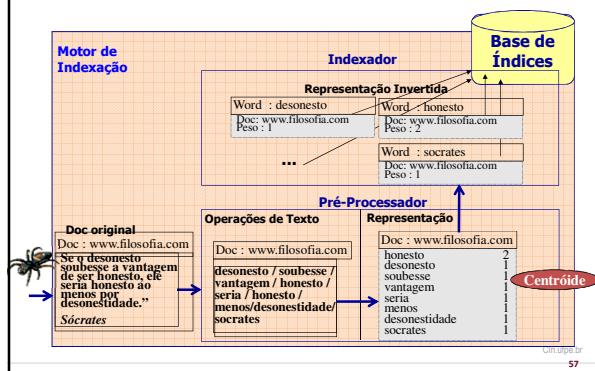 Motor de
Indexação
Base de
Índices
Indexador
Representação Invertida
Word : desonesto
Doc: www.filosofia.com
Peso : 1
Word : honesto
Doc: www.filosofia.com
Peso : 2
...
Word : socrates
Doc: www.filosofia.com
Peso : 1
Pré-Processador
Doc original
Doc : www.filosofia.com
Se o desonesto
soubesse a vantagem
de ser honesto, ele
seria honesto ao
menos por
desonestidade.”
Sócrates
Operações de Texto
Doc : www.filosofia.com
desonesto / soubesse /
vantagem / honesto /
seria / honesto /
menos/desonestidade/
socrates
Representação
Doc : www.filosofia.com
honesto 2
desonesto 1
soubesse 1
vantagem 1
seria 1
menos 1
desonestidade 1
socrates 1
Centróide
CIn.ufpe.br
57